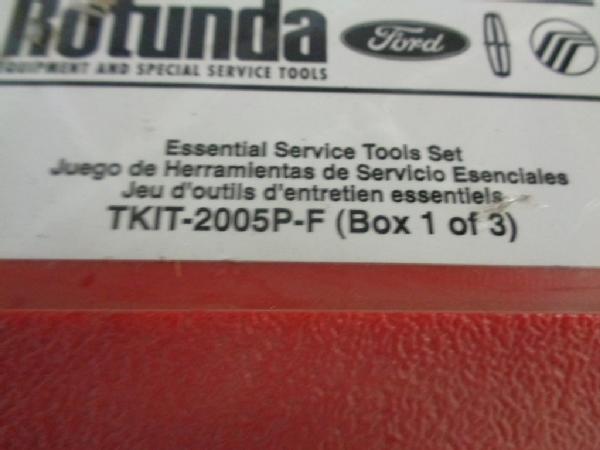 Rotunda
Ford
EQUIPMENT AND SPECIAL SERVICE TOOLS
Essential Service Tools Set
Juego de Herramientas de Servicio Esenciales
Jeu d'outils d'entretien essentiels
TKIT-2005P-F (Box 1 of 3)